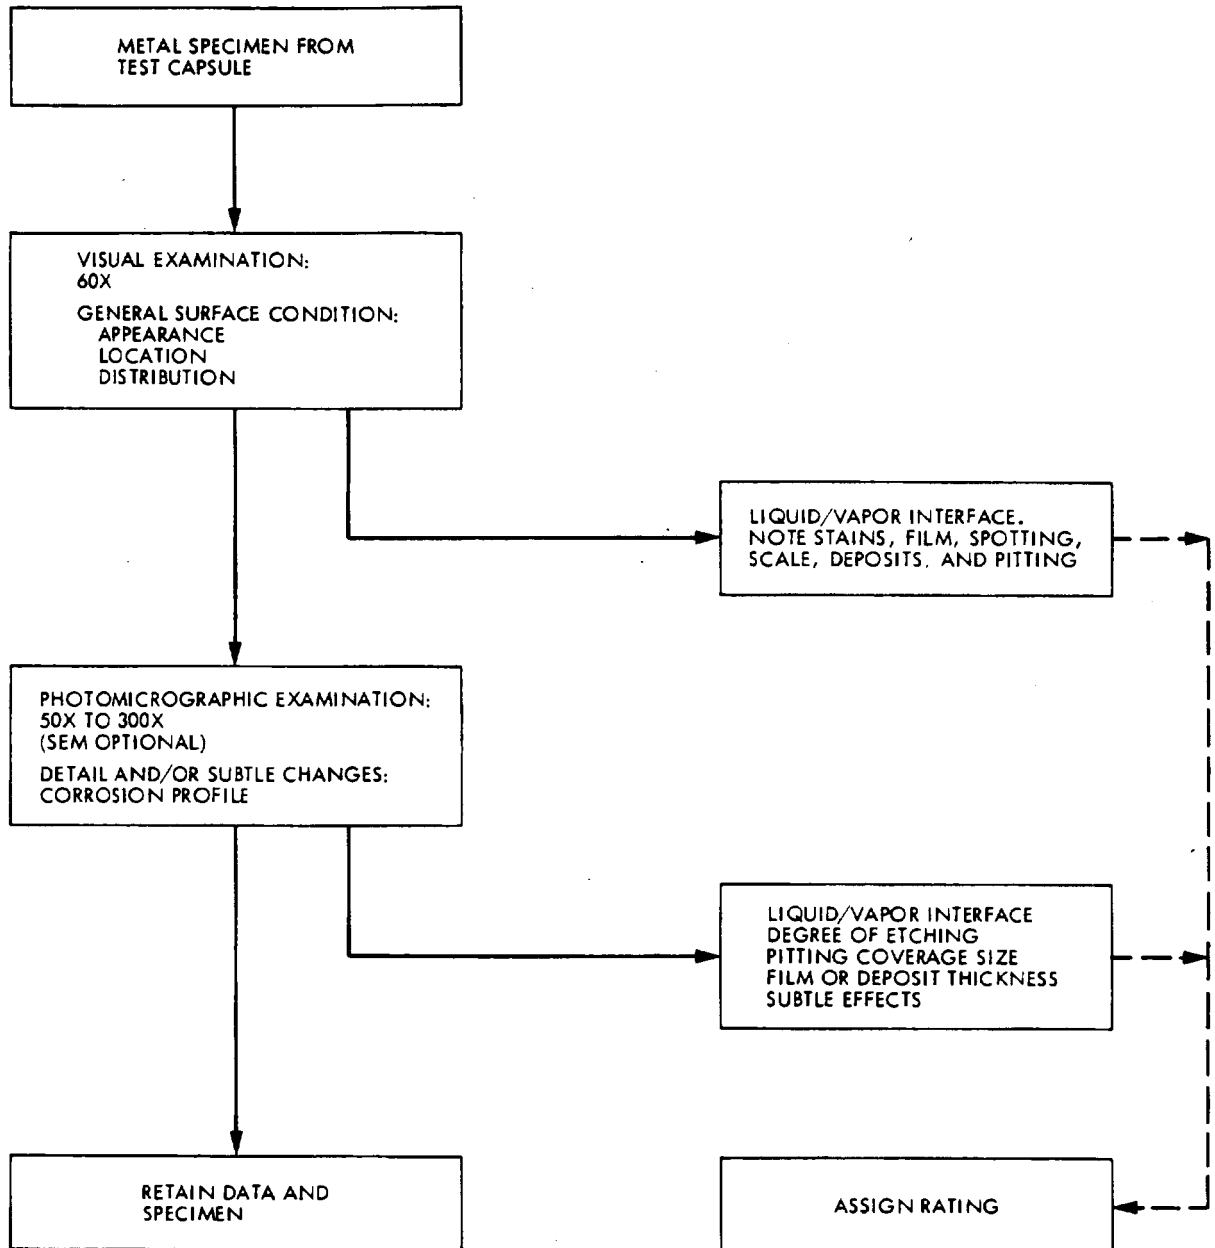 METAL SPECIMEN FROM
TEST CAPSULE
VISUAL EXAMINATION:
60X
GENERAL SURFACE CONDITION:
APPEARANCE
LOCATION
DISTRIBUTION
LIQUID/VAPOR INTERFACE.
NOTE STAINS, FILM, SPOTTING,
SCALE, DEPOSITS. AND PITTING
PHOTOMICROGRAPHIC EXAMINATION:
50X TO 300X
(SEM OPTIONAL)
DETAIL AND/OR SUBTLE CHANGES:
CORROSION PROFILE
LIQUID/VAPOR INTERFACE
DEGREE OF ETCHING
PITTING COVERAGE SIZE
FILM OR DEPOSIT THICKNESS
SUBTLE EFFECTS
RETAIN DATA AND
SPECIMEN
ASSIGN RATING